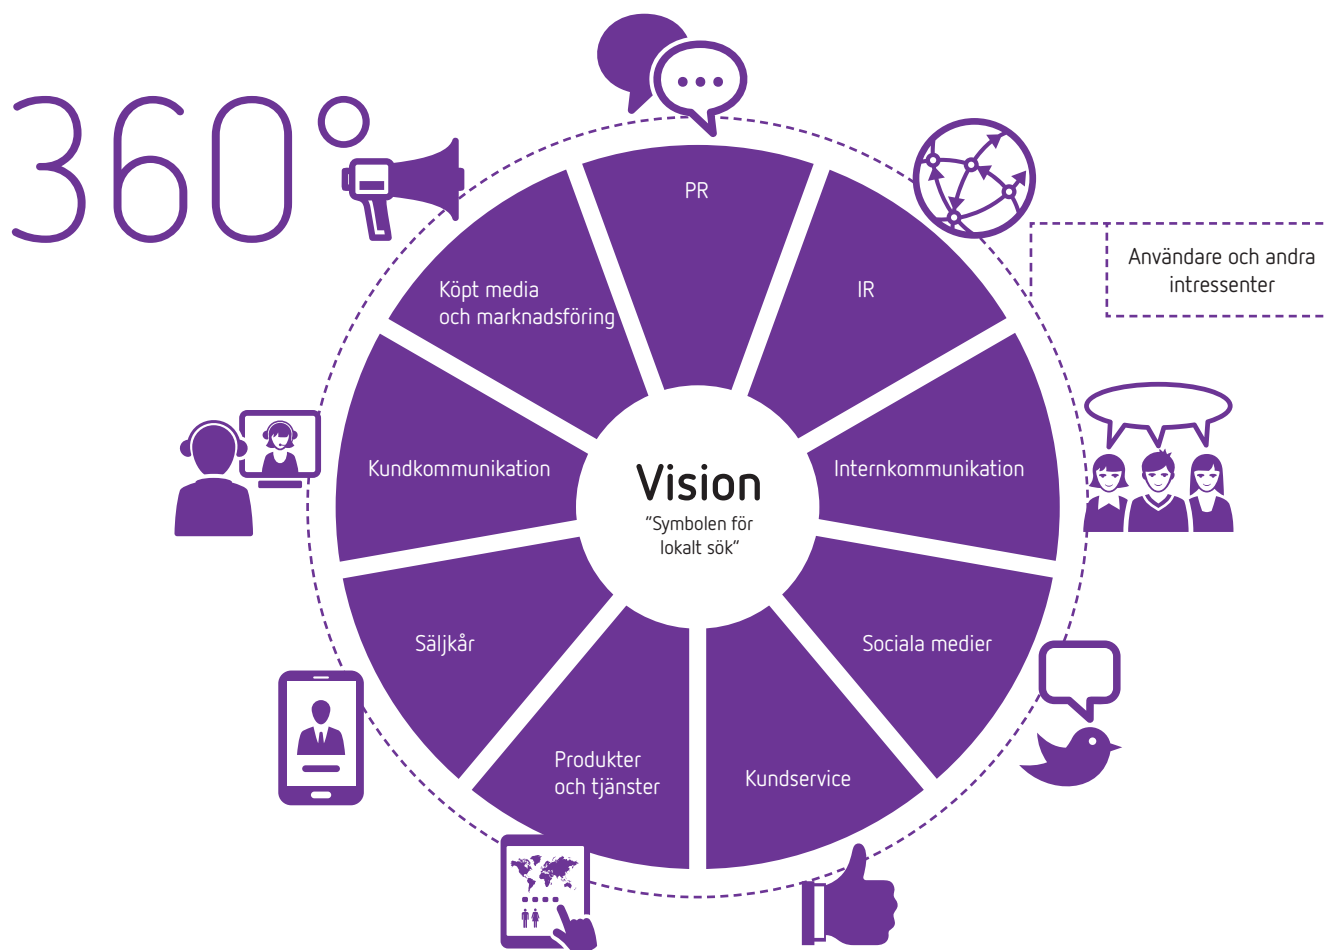 360°
PR
IR
Användare och andra
intressenter
Köpt media
och marknadsföring
Kundkommunikation
Vision
”Symbolen för
lokalt sök”
Internkommunikation
Säljkår
Sociala medier
Produkter
och tjänster
Kundservice